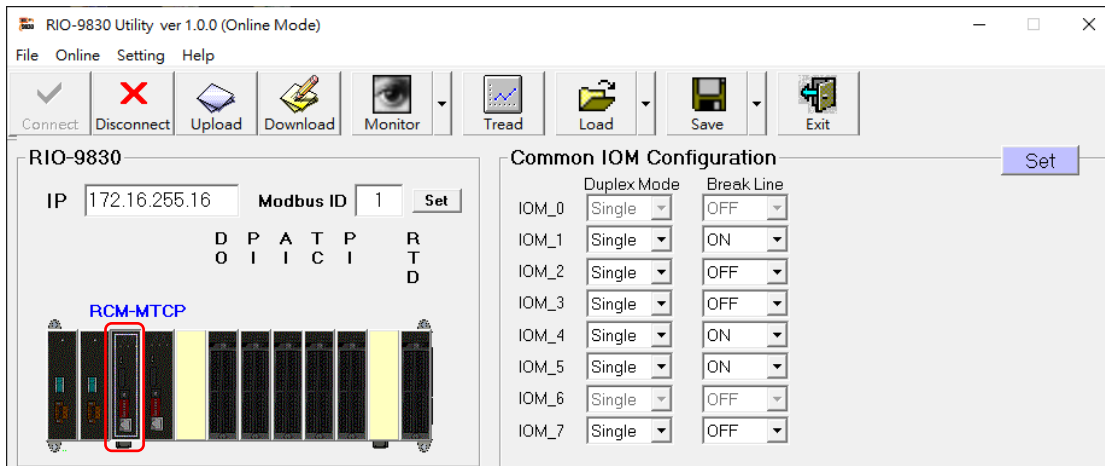 RIO-9830 Utility ver 1.0.0 (Online Mode)
File Online Setting Help
Connect Disconnect Upload Download Monitor Tread Load Save Exit
RIO-9830
IP 172.16.255.16 Modbus ID 1 Set
D P A T P R
O I I C I T
D
RCM-MTCP
Common IOM Configuration Set
Duplex Mode Break Line
IOM_0 Single OFF
IOM_1 Single ON
IOM_2 Single OFF
IOM_3 Single OFF
IOM_4 Single ON
IOM_5 Single ON
IOM_6 Single OFF
IOM_7 Single OFF